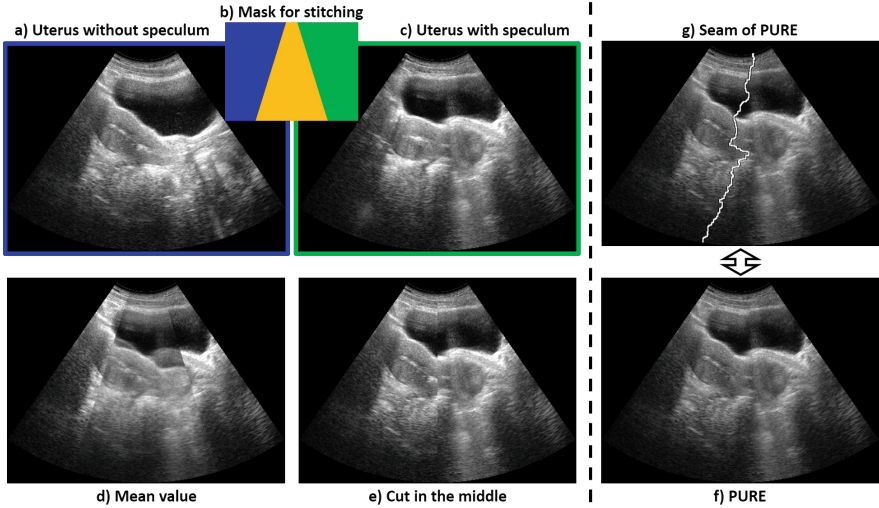 a) Uterus without speculum
b) Mask for stitching
c) Uterus with speculum
g) Seam of PURE
d) Mean value
e) Cut in the middle
f) PURE